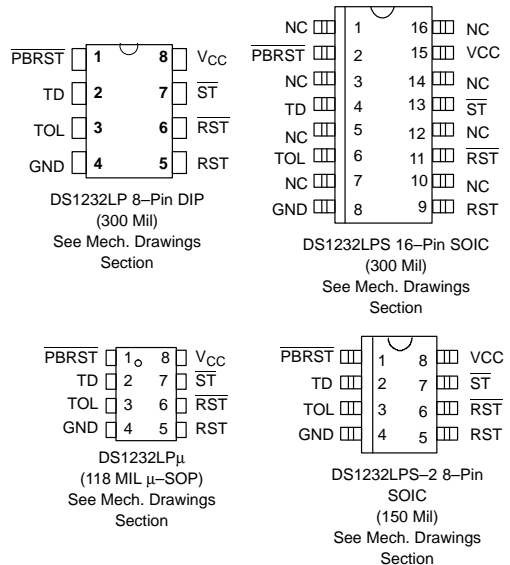 PBRST 1 8 VCC
TD 2 7 ST
TOL 3 6 RST
GND 4 5 RST
DS1232LP 8–Pin DIP
(300 Mil)
See Mech. Drawings
Section
NC 1 16 NC
PBRST 2 15 VCC
NC 3 14 NC
TD 4 13 ST
NC 5 12 NC
TOL 6 11 RST
NC 7 10 NC
GND 8 9 RST
DS1232LPS 16–Pin SOIC
(300 Mil)
See Mech. Drawings
Section
PBRST 1 8 VCC
TD 2 7 ST
TOL 3 6 RST
GND 4 5 RST
DS1232LPμ
(118 MIL μ–SOP)
See Mech. Drawings
Section
PBRST 1 8 VCC
TD 2 7 ST
TOL 3 6 RST
GND 4 5 RST
DS1232LPS–2 8–Pin
SOIC
(150 Mil)
See Mech. Drawings
Section